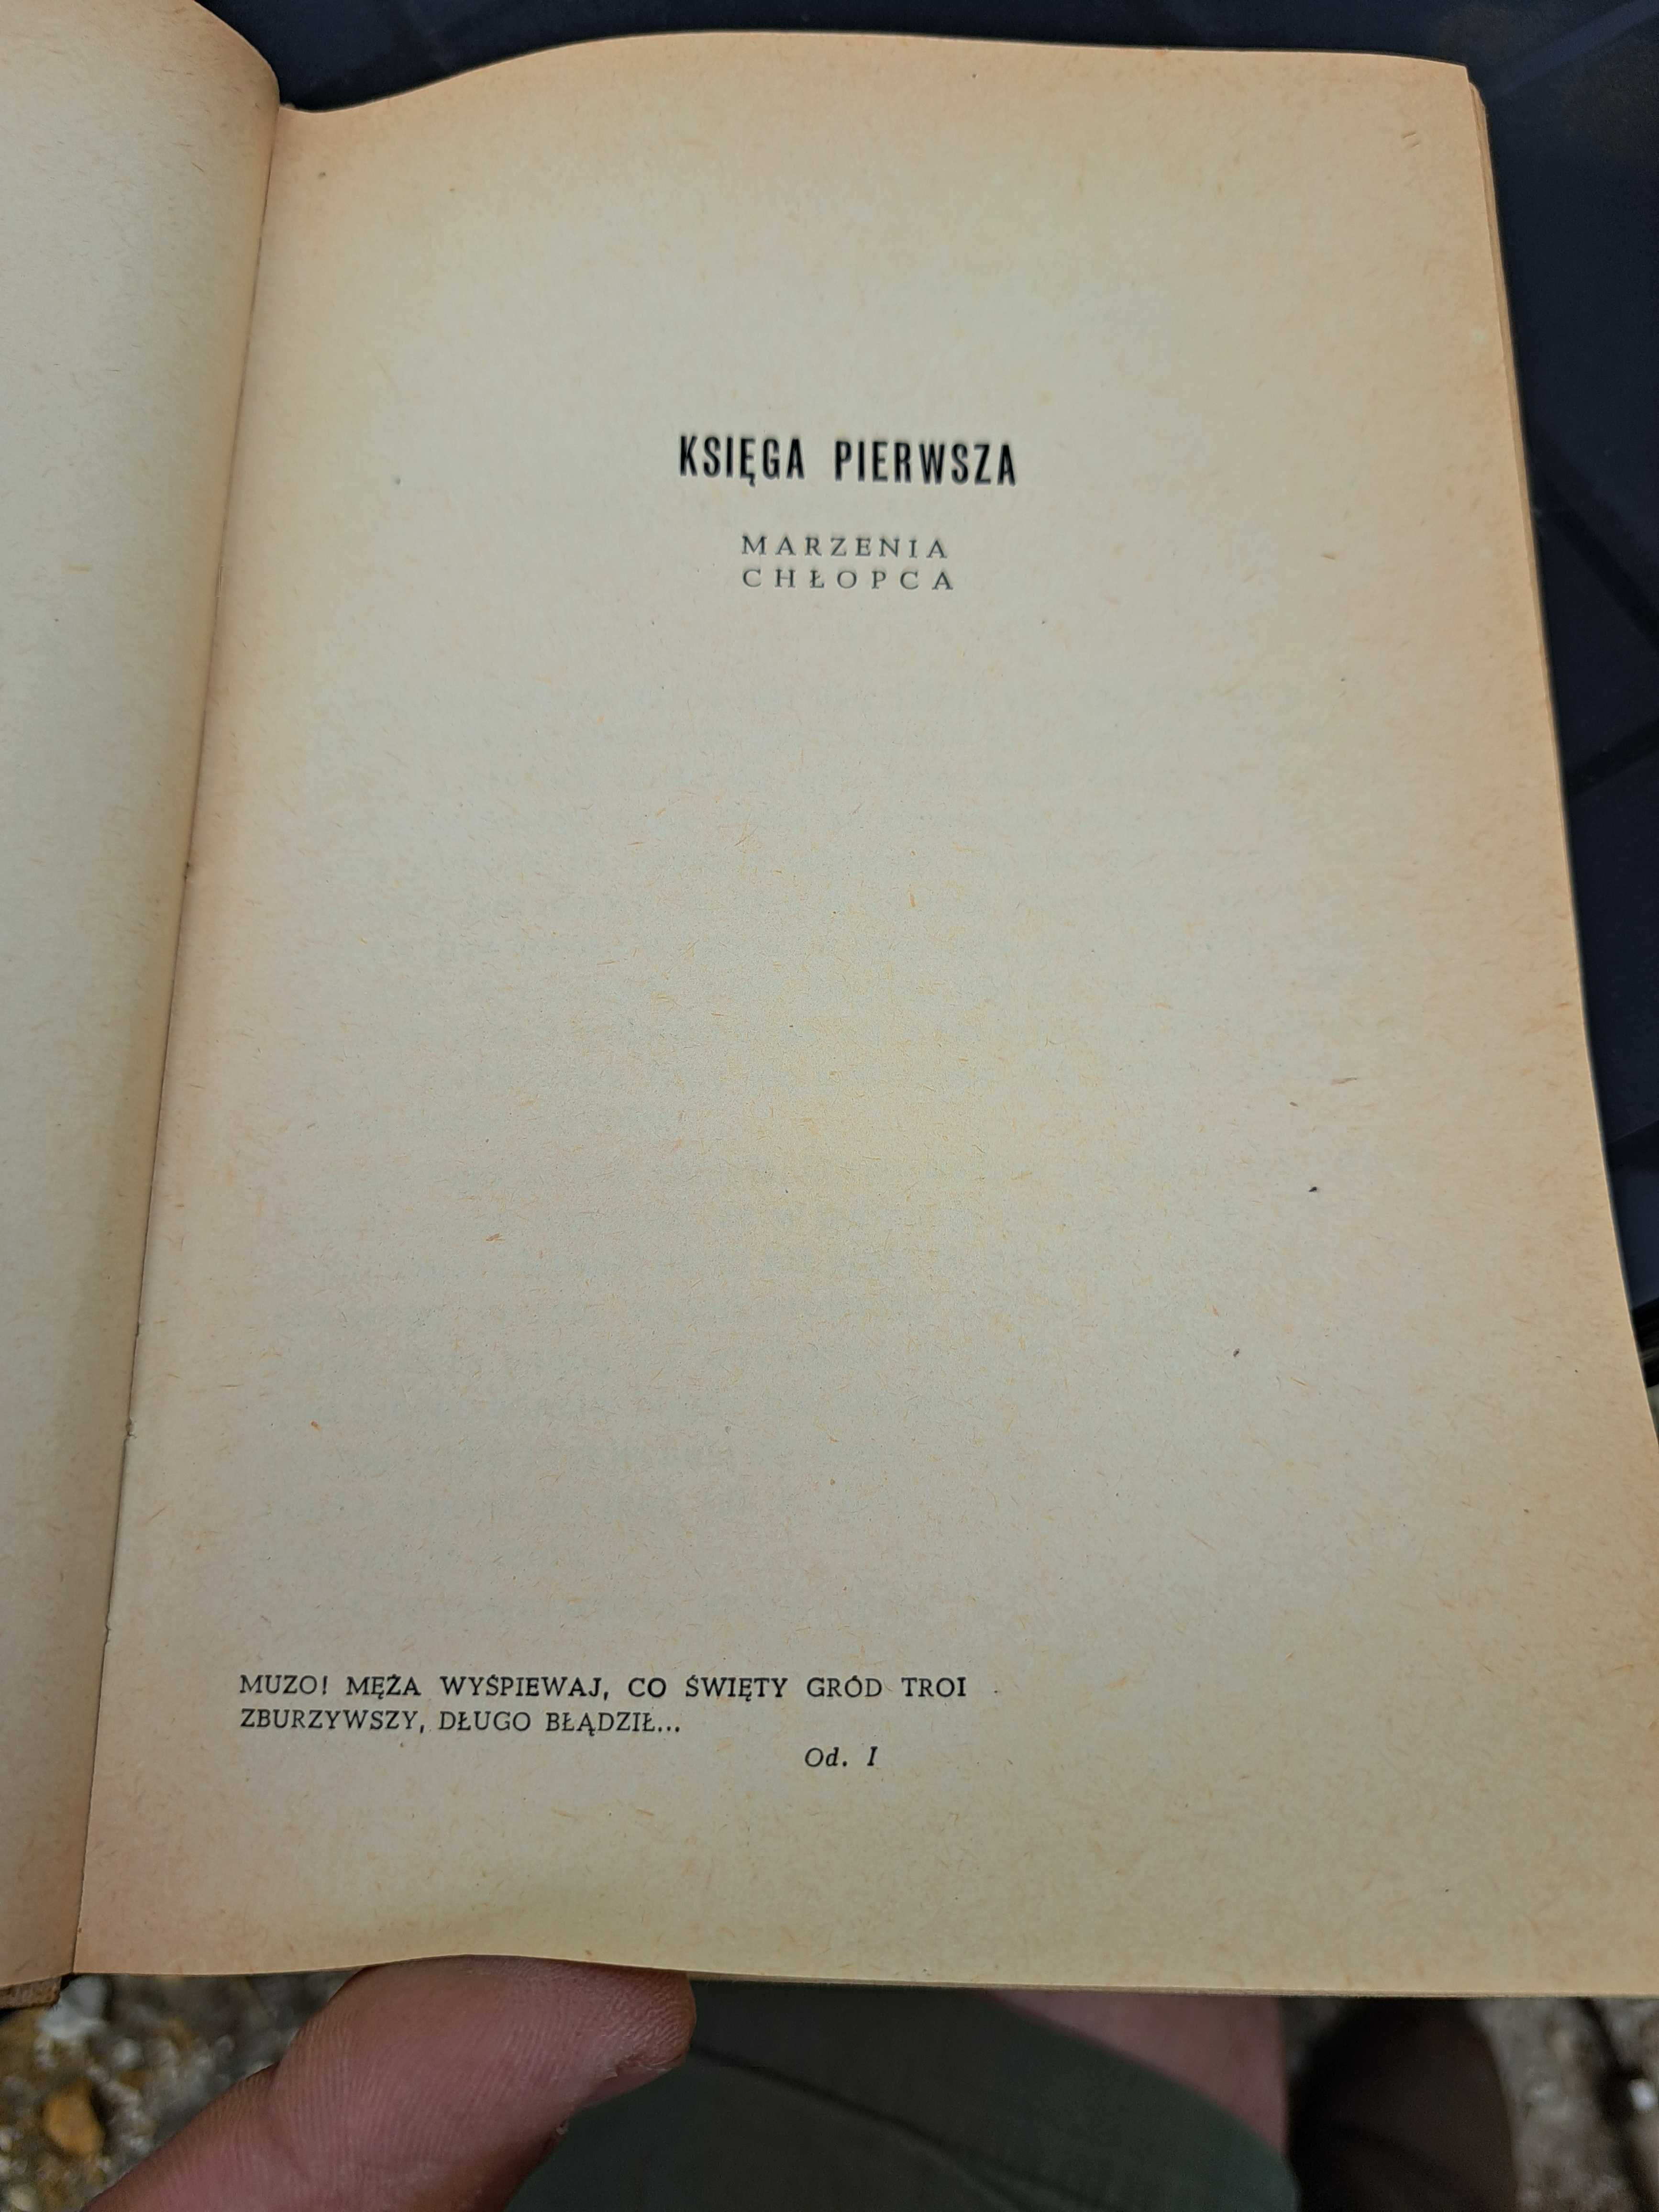 KSIĘGA PIERWSZA
MARZENIA
CHŁOPCA
MUZO! MĘŻA WYŚPIEWAJ, CO ŚWIĘTY GRÓD TROI
ZBURZYWSZY, DŁUGO BŁĄDZIŁ...
Od. I